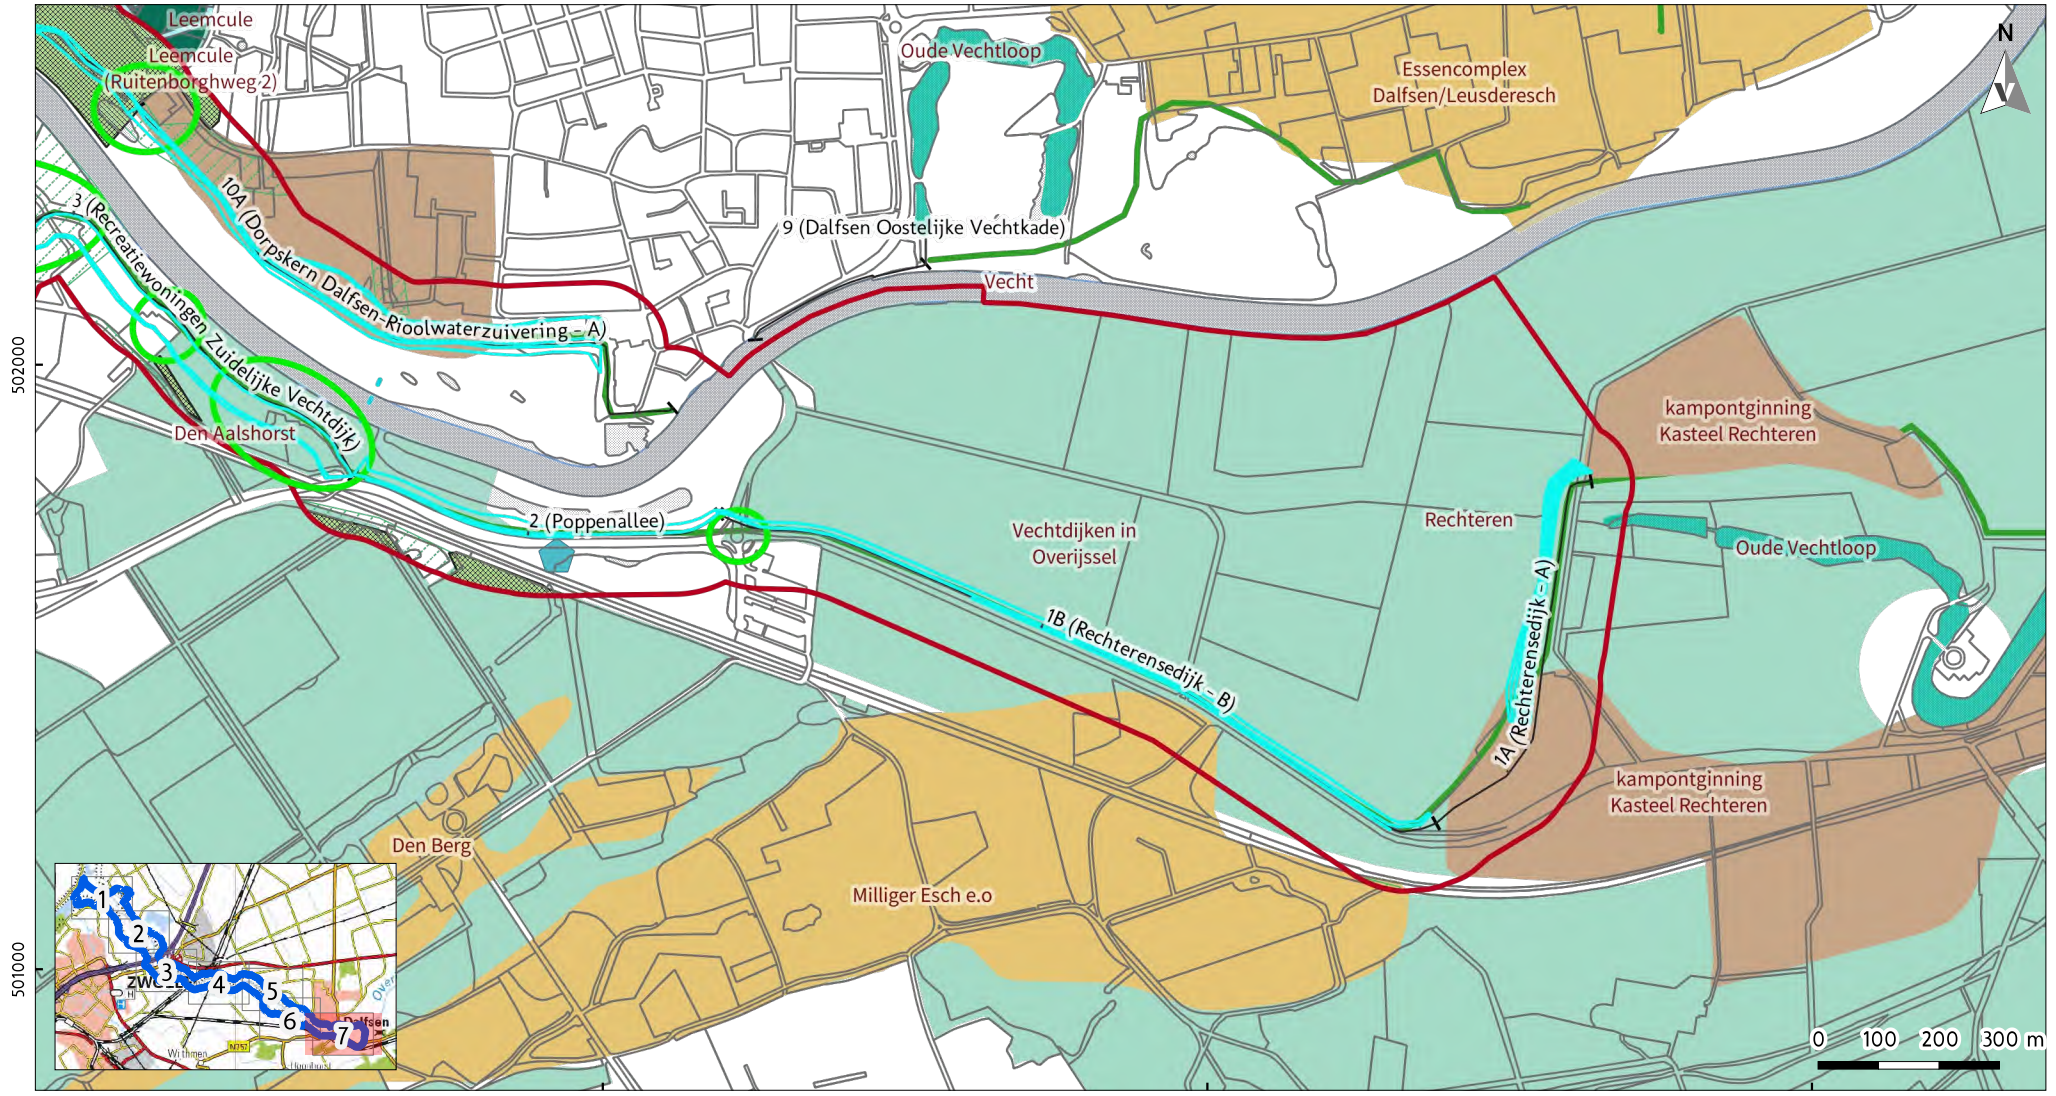 Leemcule
Leemcule
(Ruitenborghweg 2)
Oude Vechtloop
Essencomplex
Dalfsen/Leusderesch
N
10A (Dorpskern Dalfsen-Rioolwaterzuivering - A)
3 (Recreatiewoningen Zuidelijke Vechtdijk)
9 (Dalfsen Oostelijke Vechtkade)
Vecht
502000
kampontginning
Kasteel Rechteren
Den Aalshorst
2 (Poppenallee)
Vechtdijken in
Overijssel
Rechteren
Oude Vechtloop
1B (Rechterensedijk - B)
1A (Rechterensedijk - A)
kampontginning
Kasteel Rechteren
Den Berg
Milliger Esch e.o
501000
1
2
3
4
5
6
7
Dalfsen
Withmen
N757
0 100 200 300 m